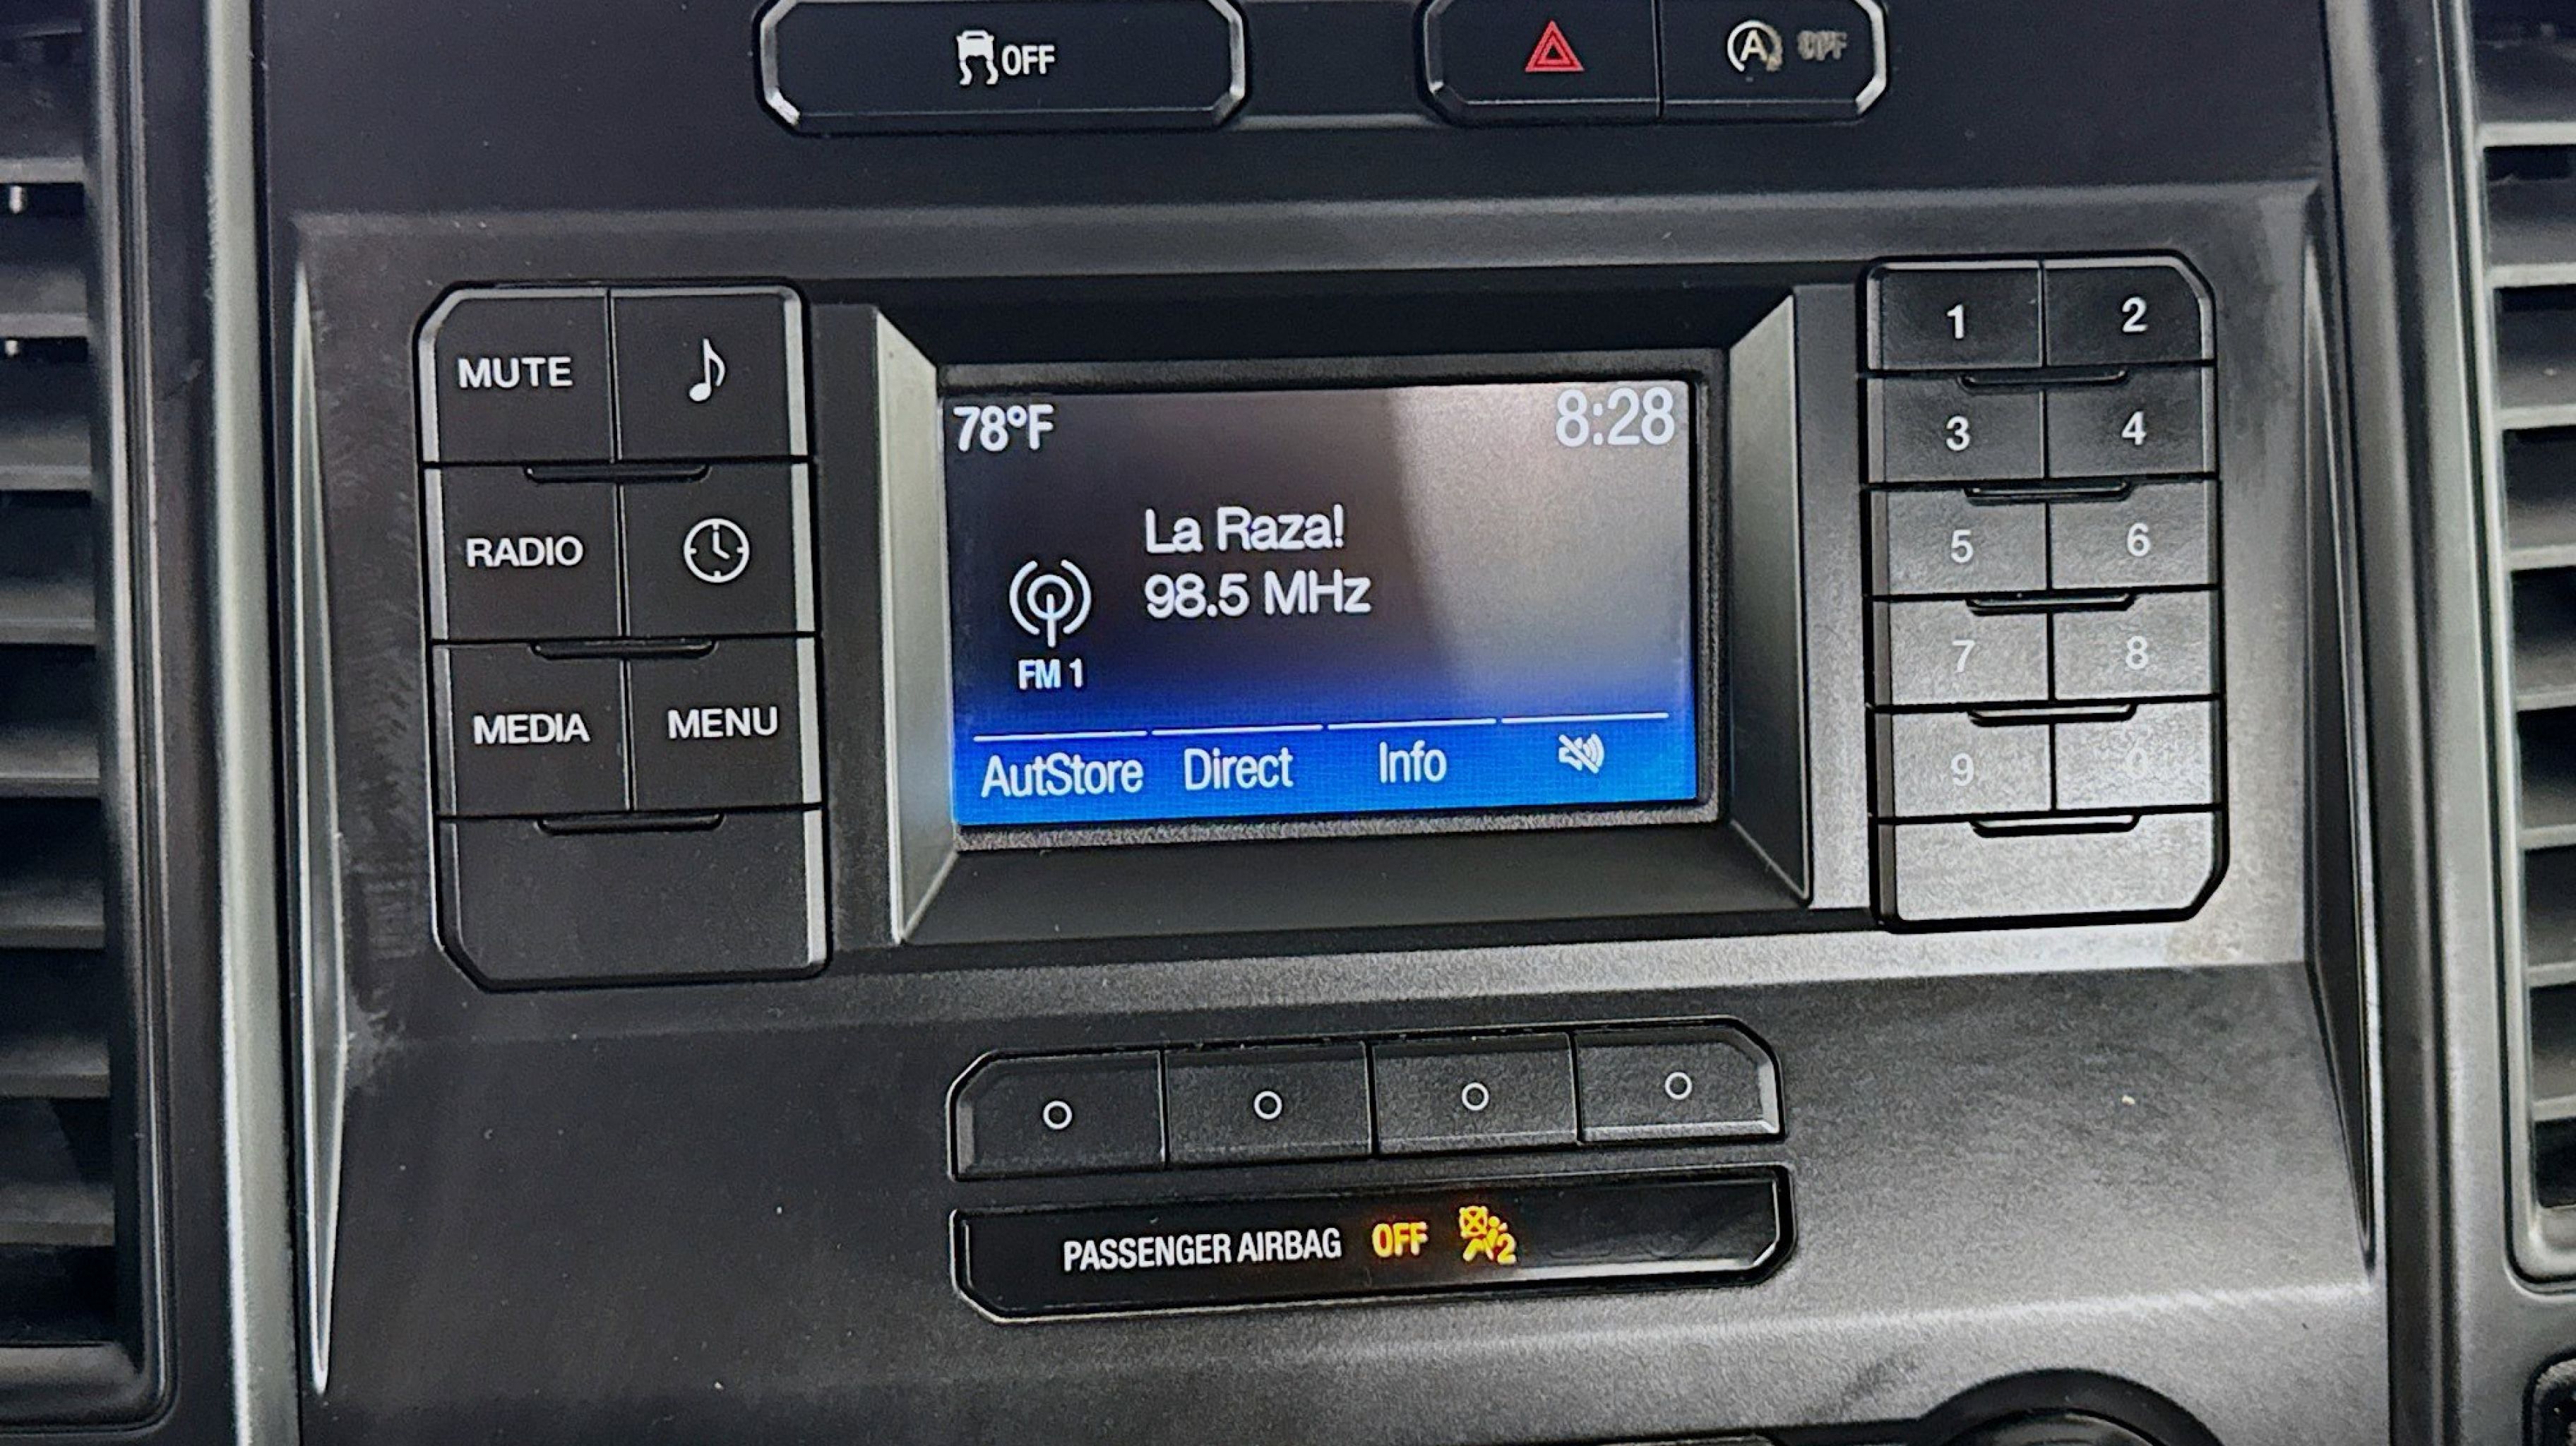 OFF
A OFF
MUTE
RADIO
MEDIA MENU
78°F 8:28
La Raza!
98.5 MHz
FM 1
AutStore Direct Info
1 2
3 4
5 6
7 8
9 0
PASSENGER AIRBAG OFF 2